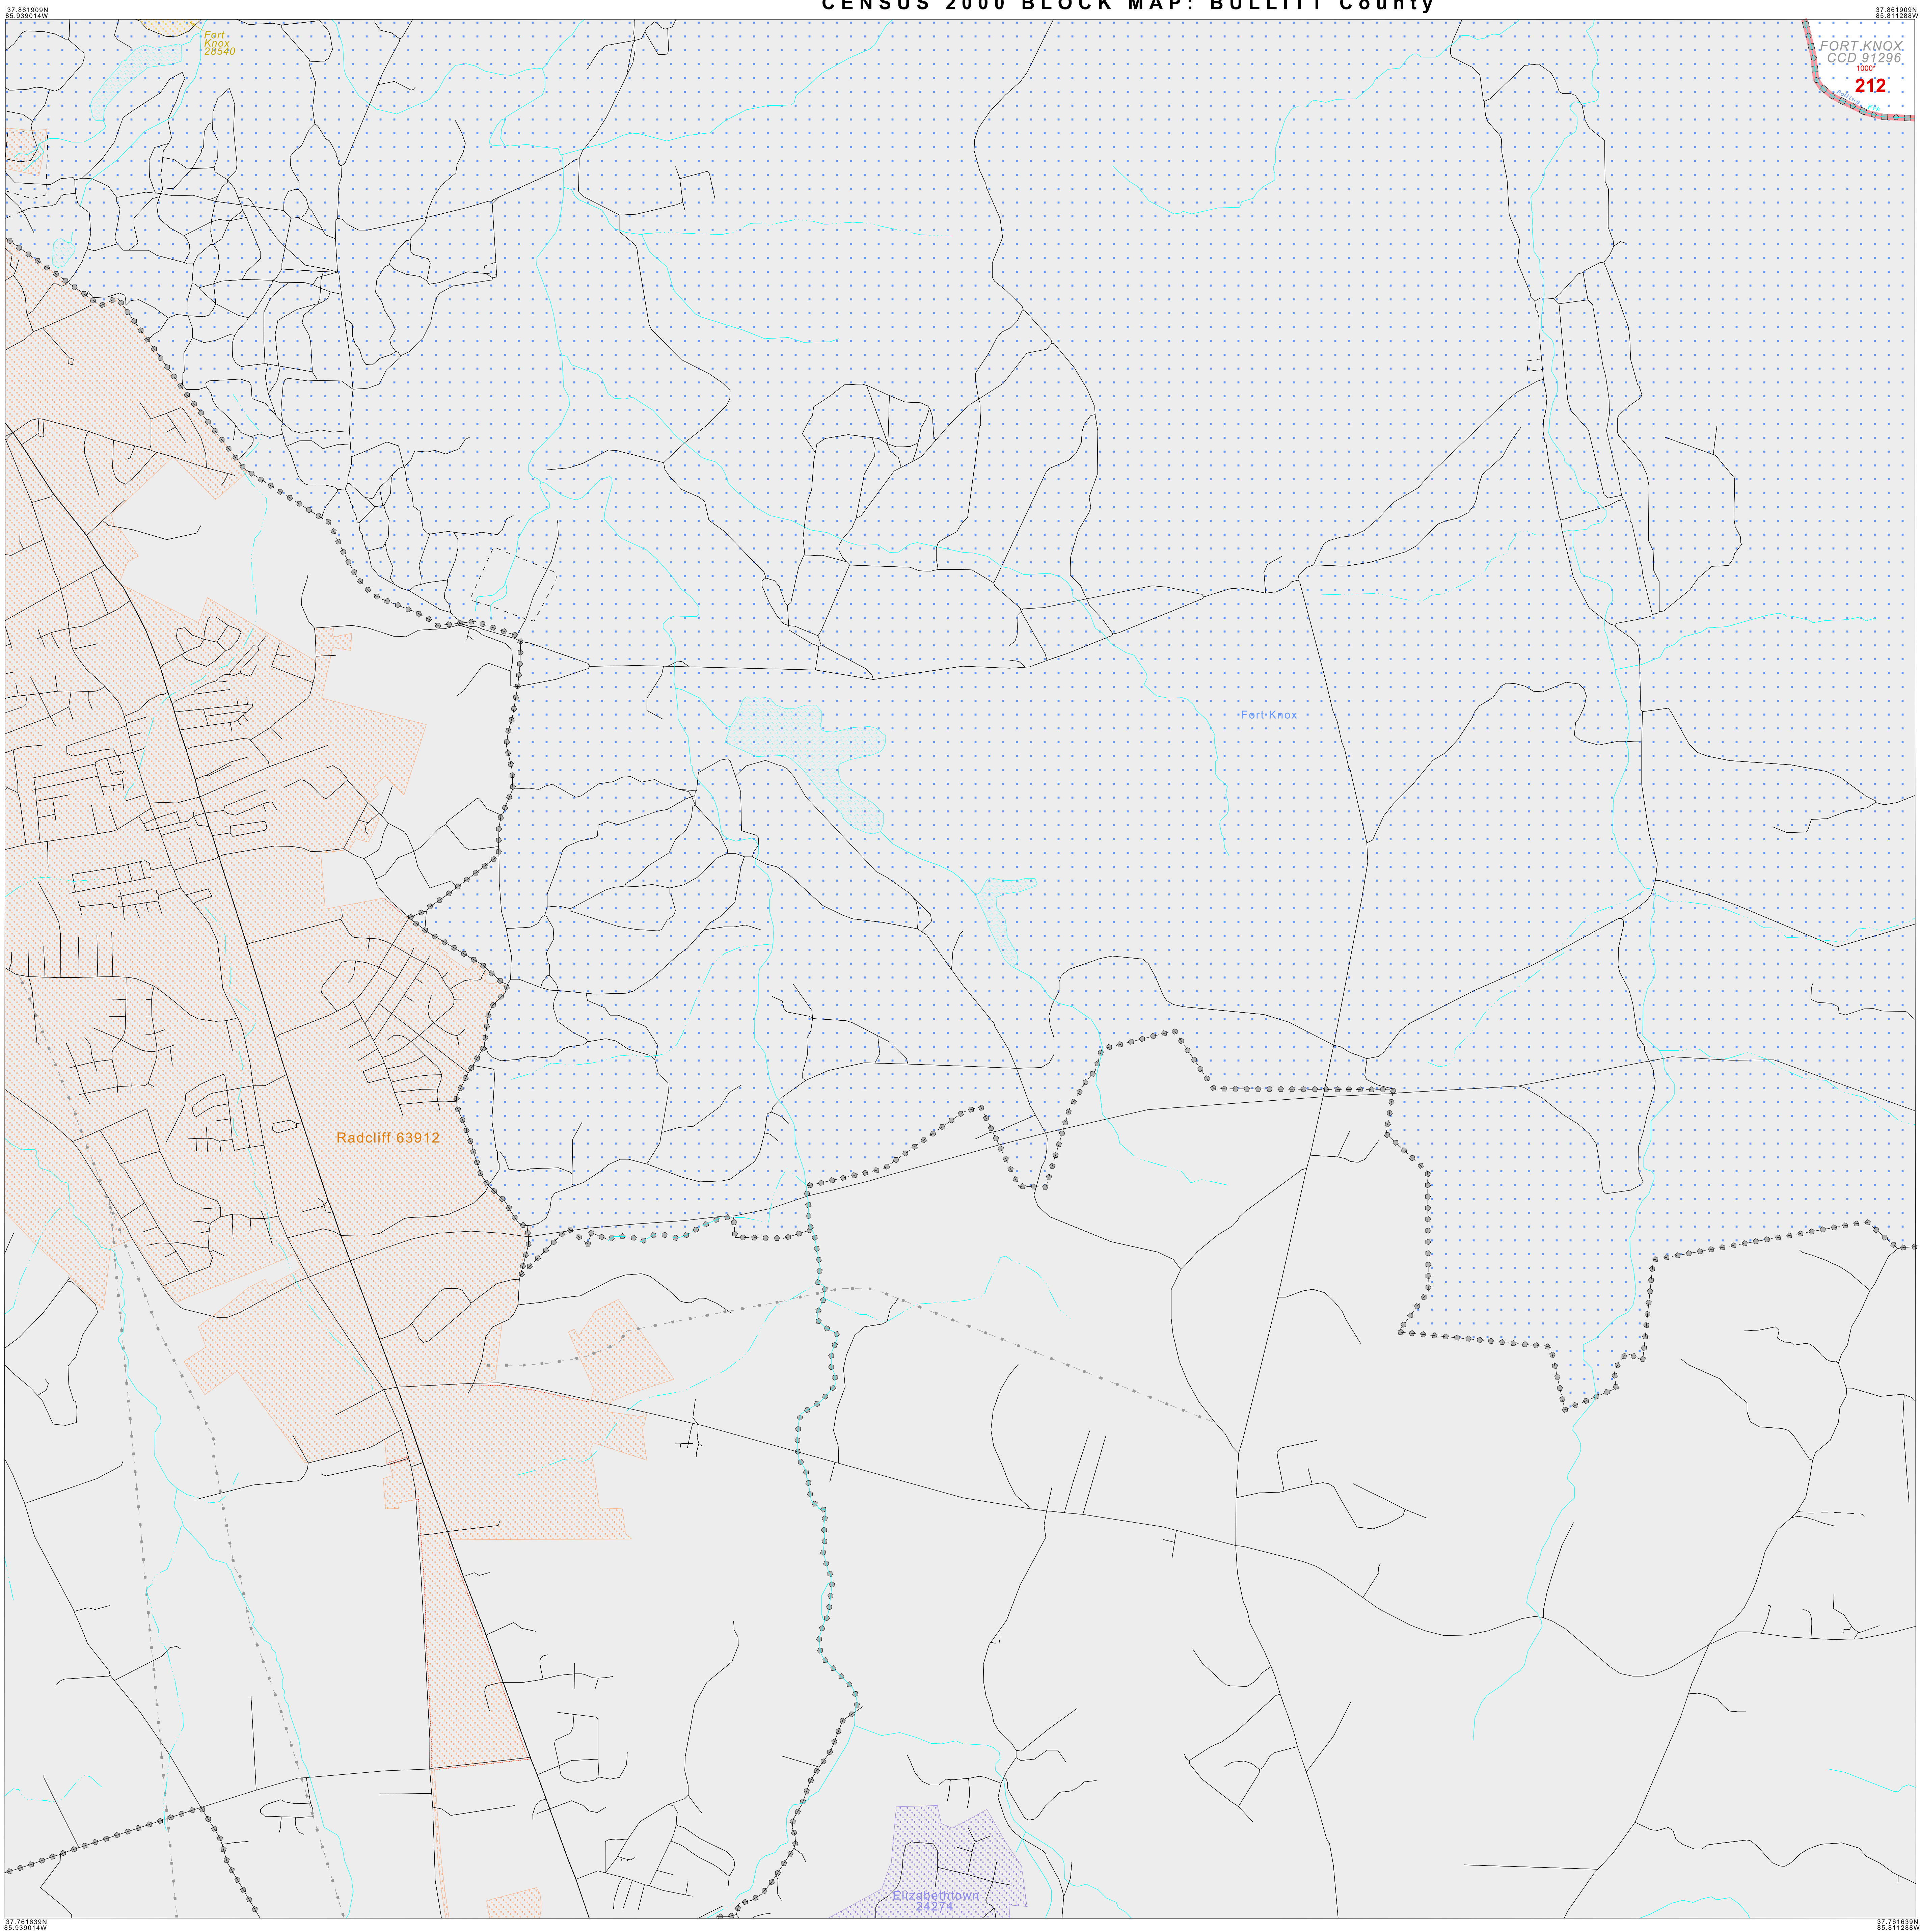 CENSUS 2000 BLOCK MAP: BULLITT County
37.861909N
85.939014W
37.861909N
85.811288W
Fort
Knox
28540
FORT KNOX
CCD 91296
1000
212
Fort Knox
Radcliff 63912
Elizabethtown
24274
37.761639N
85.939014W
37.761639N
85.811288W